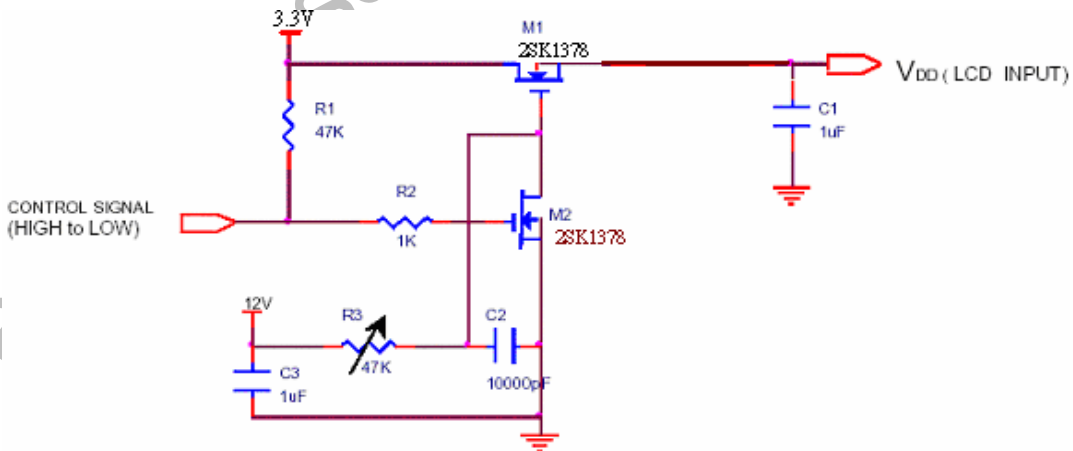 3.3V
M1
2SK1378
VDD ( LCD INPUT)
R1
47K
C1
1uF
R2
1K
CONTROL SIGNAL
(HIGH to LOW)
M2
2SK1378
12V
R3
47K
C2
10000pF
C3
1uF